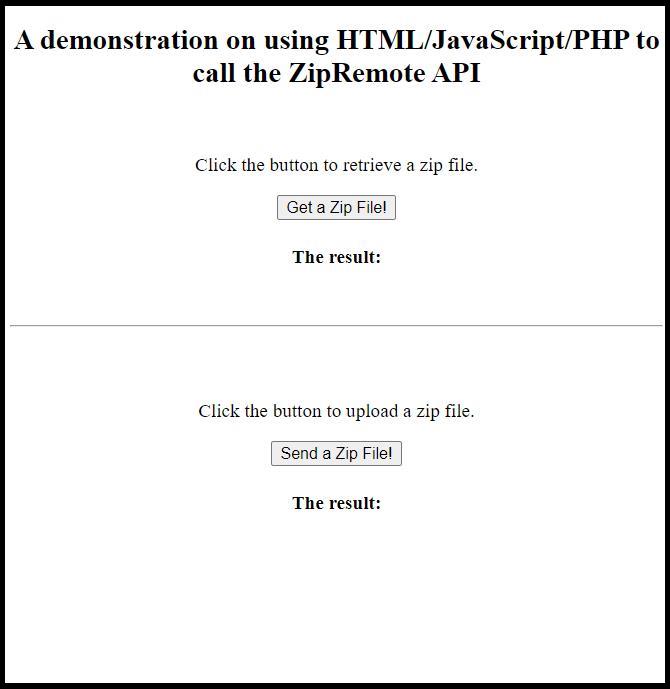 A demonstration on using HTML/JavaScript/PHP to
call the ZipRemote API
Click the button to retrieve a zip file.
Get a Zip File!
The result:
Click the button to upload a zip file.
Send a Zip File!
The result: